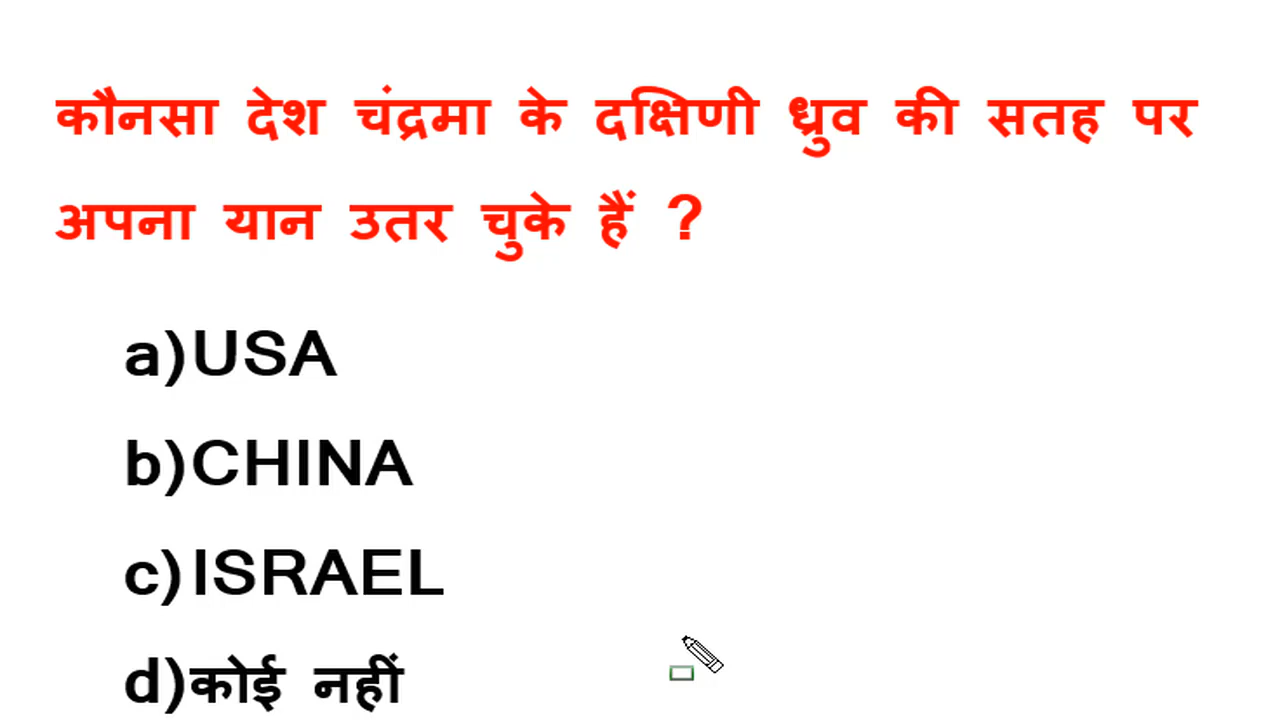 कौनसा देश चंद्रमा के दक्षिणी ध्रुव की सतह पर
अपना यान उतर चुके हैं ?
a)USA
b)CHINA
c)ISRAEL
d)कोई नहीं